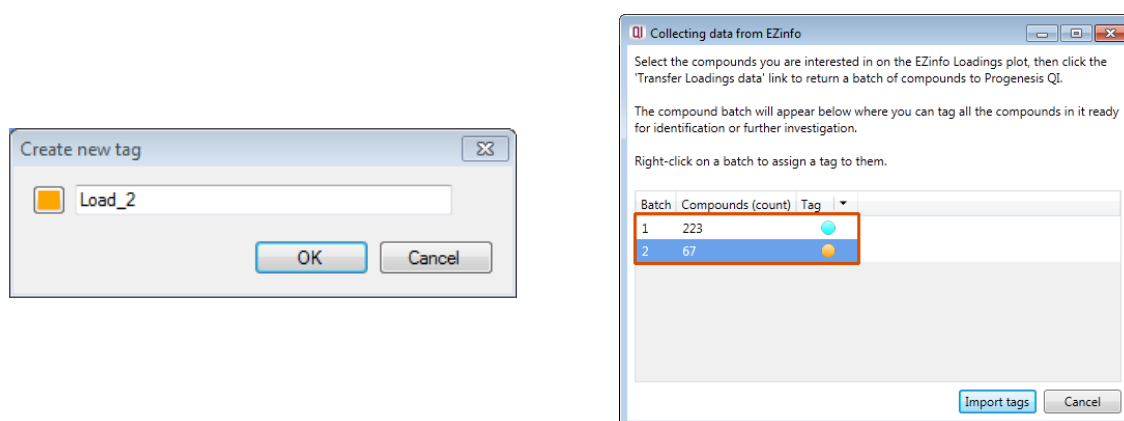 Create new tag
Load_2
OK Cancel
QI Collecting data from EZinfo
Select the compounds you are interested in on the EZinfo Loadings plot, then click the
'Transfer Loadings data' link to return a batch of compounds to Progenesis QI.
The compound batch will appear below where you can tag all the compounds in it ready
for identification or further investigation.
Right-click on a batch to assign a tag to them.
Batch Compounds (count) Tag
1 223
2 67
Import tags Cancel